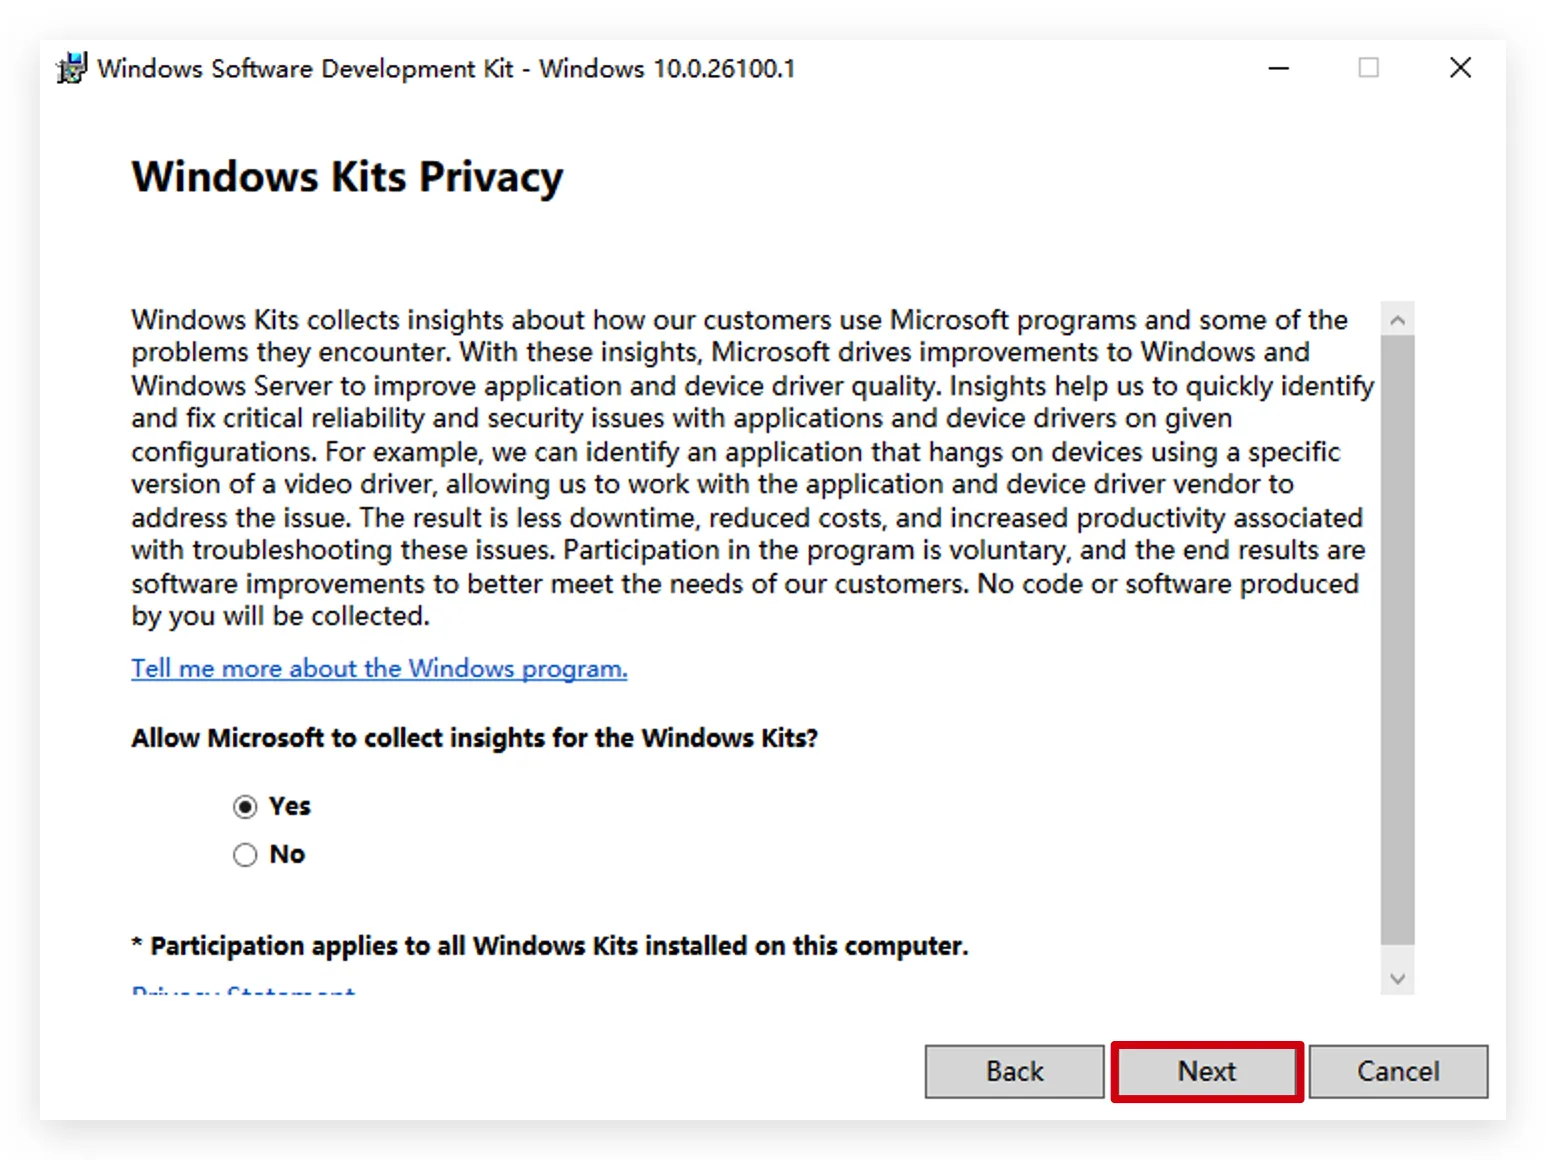 Windows Software Development Kit - Windows 10.0.26100.1
Windows Kits Privacy
Windows Kits collects insights about how our customers use Microsoft programs and some of the
problems they encounter. With these insights, Microsoft drives improvements to Windows and
Windows Server to improve application and device driver quality. Insights help us to quickly identify
and fix critical reliability and security issues with applications and device drivers on given
configurations. For example, we can identify an application that hangs on devices using a specific
version of a video driver, allowing us to work with the application and device driver vendor to
address the issue. The result is less downtime, reduced costs, and increased productivity associated
with troubleshooting these issues. Participation in the program is voluntary, and the end results are
software improvements to better meet the needs of our customers. No code or software produced
by you will be collected.
Tell me more about the Windows program.
Allow Microsoft to collect insights for the Windows Kits?
Yes
No
* Participation applies to all Windows Kits installed on this computer.
Privacy Statement
Back
Next
Cancel